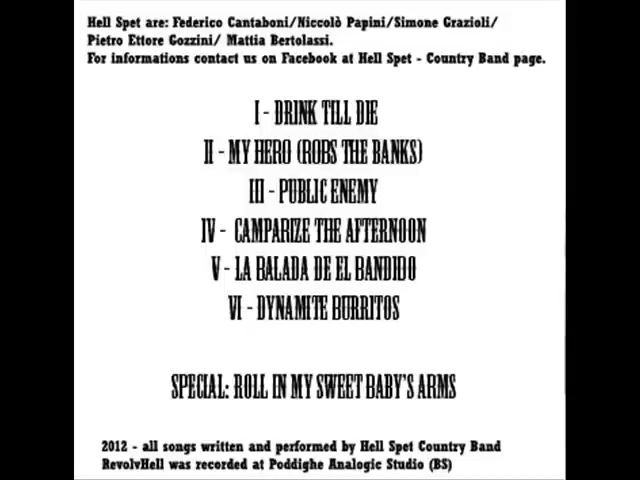 Hell Spet are: Federico Cantaboni/Niccolò Papini/Simone Grazioli/
Pietro Ettore Gozzini/ Mattia Bertolassi.
For informations contact us on Facebook at Hell Spet - Country Band page.
I - DRINK TILL DIE
II - MY HERO (ROBS THE BANKS)
III - PUBLIC ENEMY
IV - CAMPARIZE THE AFTERNOON
V - LA BALADA DE EL BANDIDO
VI - DYNAMITE BURRITOS
SPECIAL: ROLL IN MY SWEET BABY'S ARMS
2012 - all songs written and performed by Hell Spet Country Band
RevolvHell was recorded at Poddighe Analogic Studio (BS)